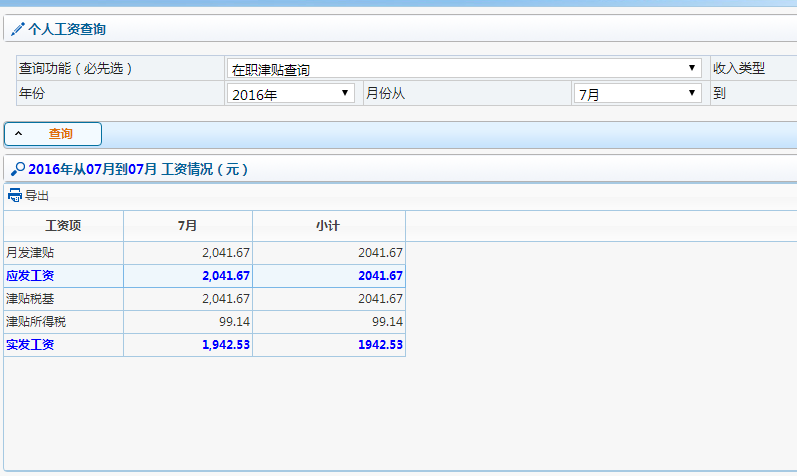 个人工资查询
查询功能（必先选） 在职津贴查询 收入类型
年份 2016年 月份从 7月 到
查询
2016年从07月到07月 工资情况（元）
导出
工资项 7月 小计
月发津贴 2,041.67 2041.67
应发工资 2,041.67 2041.67
津贴税基 2,041.67 2041.67
津贴所得税 99.14 99.14
实发工资 1,942.53 1942.53